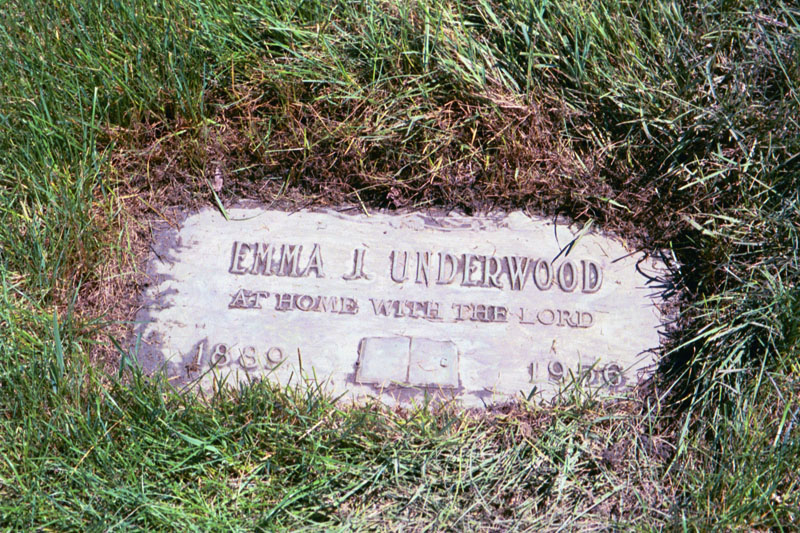 EMMA J. UNDERWOOD
AT HOME WITH THE LORD
1889 1956